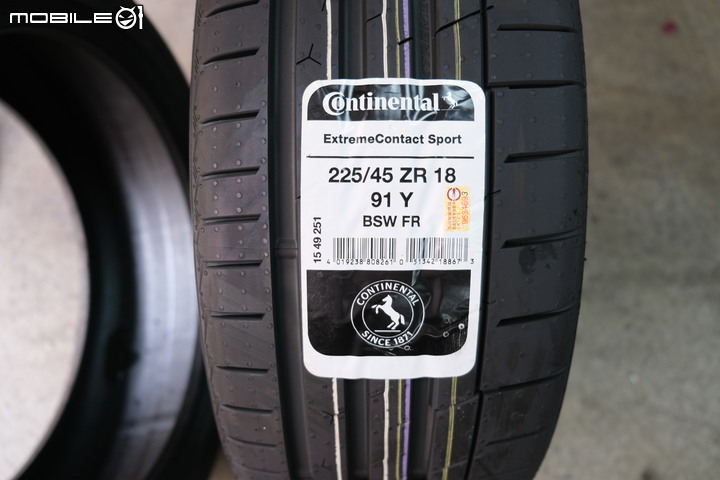 MOBILE01
Continental
ExtremeContact Sport
225/45 ZR 18
91 Y
BSW FR
15 49 251
4 019238 808261 0 51342 18867 3
CONTINENTAL
SINCE 1871